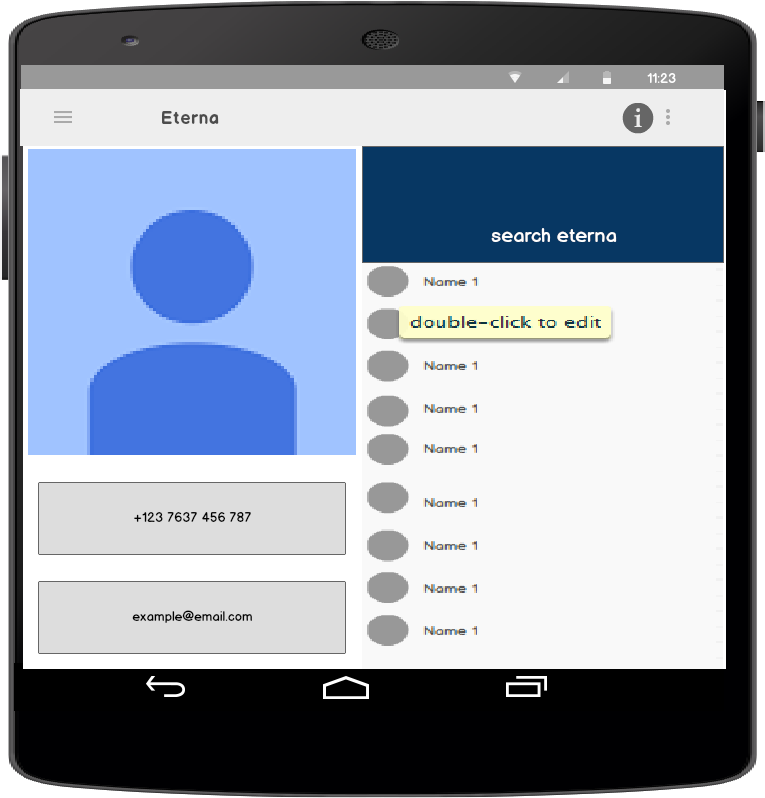 11:23
Eterna
search eterna
Name 1
double-click to edit
Name 1
Name 1
Name 1
Name 1
Name 1
Name 1
Name 1
+123 7637 456 787
example@email.com